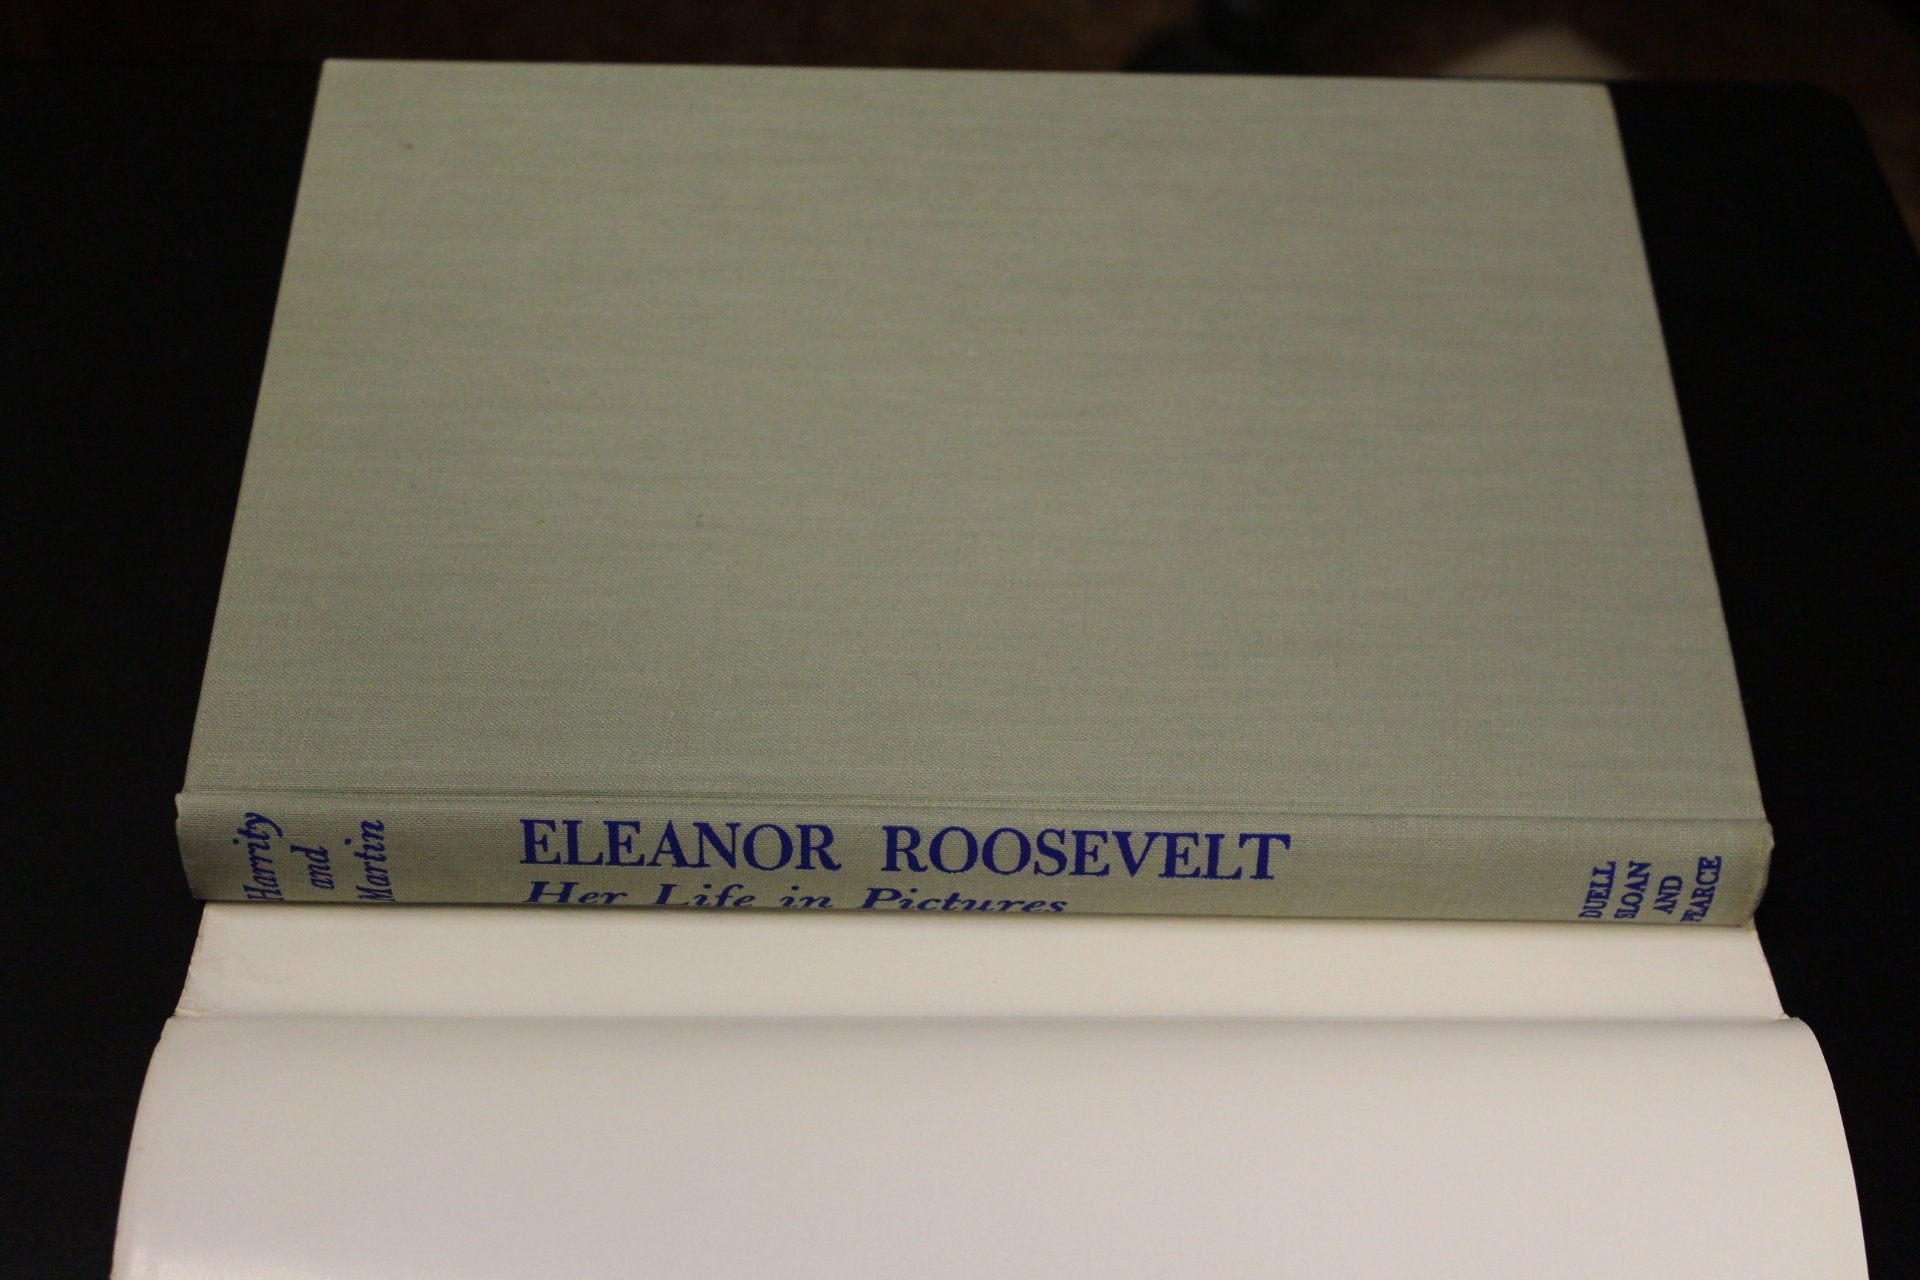 Harrity
and
Martin
ELEANOR ROOSEVELT
Her Life in Pictures
DUELL
SLOAN
AND
PEARCE